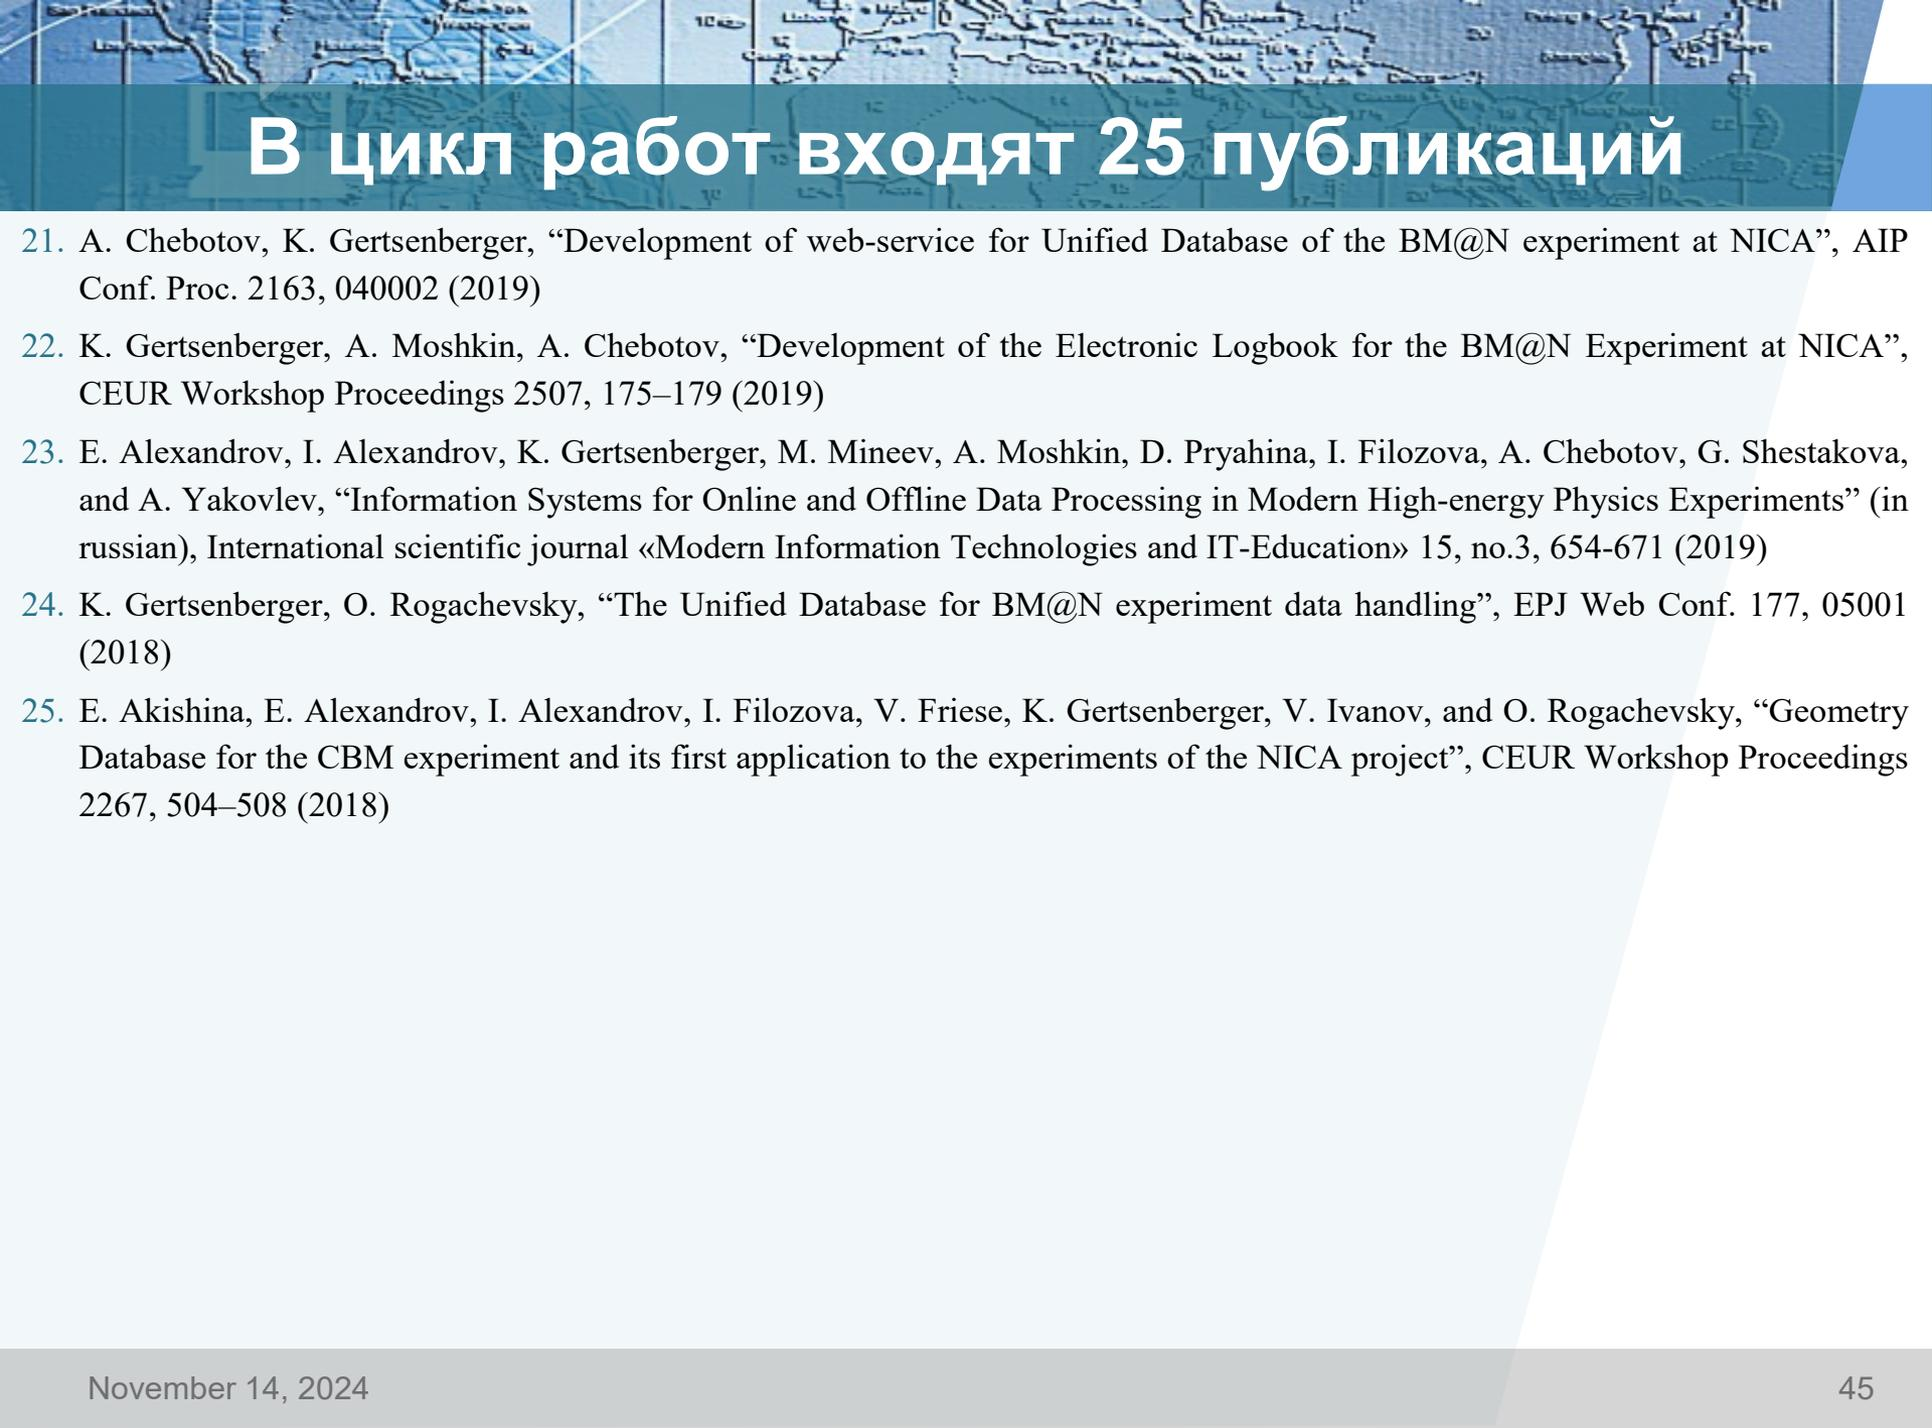 В цикл работ входят 25 публикаций
21. A. Chebotov, K. Gertsenberger, “Development of web-service for Unified Database of the BM@N experiment at NICA”, AIP
Conf. Proc. 2163, 040002 (2019)
22. K. Gertsenberger, A. Moshkin, A. Chebotov, “Development of the Electronic Logbook for the BM@N Experiment at NICA”,
CEUR Workshop Proceedings 2507, 175–179 (2019)
23. E. Alexandrov, I. Alexandrov, K. Gertsenberger, M. Mineev, A. Moshkin, D. Pryahina, I. Filozova, A. Chebotov, G. Shestakova,
and A. Yakovlev, “Information Systems for Online and Offline Data Processing in Modern High-energy Physics Experiments” (in
russian), International scientific journal «Modern Information Technologies and IT-Education» 15, no.3, 654-671 (2019)
24. K. Gertsenberger, O. Rogachevsky, “The Unified Database for BM@N experiment data handling”, EPJ Web Conf. 177, 05001
(2018)
25. E. Akishina, E. Alexandrov, I. Alexandrov, I. Filozova, V. Friese, K. Gertsenberger, V. Ivanov, and O. Rogachevsky, “Geometry
Database for the CBM experiment and its first application to the experiments of the NICA project”, CEUR Workshop Proceedings
2267, 504–508 (2018)
November 14, 2024
45